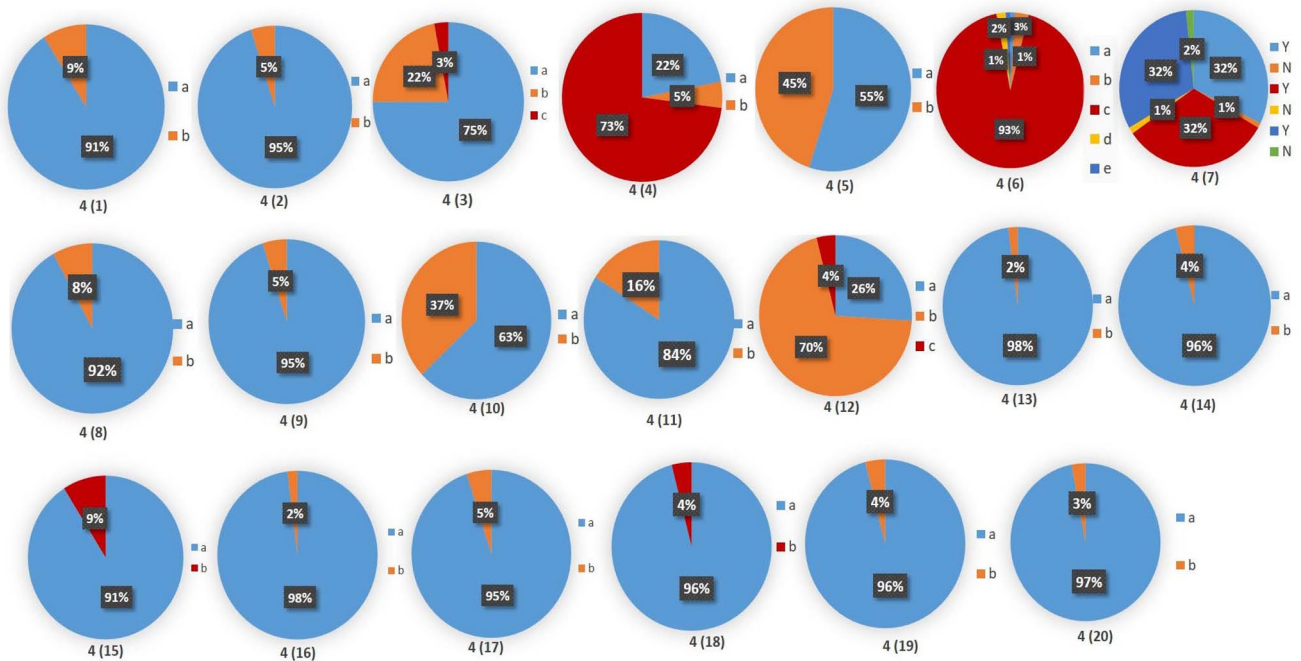 9%
91%
a
b
4 (1)
5%
95%
a
b
4 (2)
3%
22%
75%
a
b
c
4 (3)
22%
5%
73%
a
b
c
4 (4)
45%
55%
a
b
4 (5)
2%
3%
1%
1%
93%
a
b
c
d
e
4 (6)
2%
32%
32%
1%
1%
32%
Y
N
Y
N
Y
N
4 (7)
8%
92%
a
b
4 (8)
5%
95%
a
b
4 (9)
37%
63%
a
b
4 (10)
16%
84%
a
b
4 (11)
4%
26%
70%
a
b
c
4 (12)
2%
98%
a
b
4 (13)
4%
96%
a
b
4 (14)
9%
91%
a
b
4 (15)
2%
98%
a
b
4 (16)
5%
95%
a
b
4 (17)
4%
96%
a
b
4 (18)
4%
96%
a
b
4 (19)
3%
97%
a
b
4 (20)